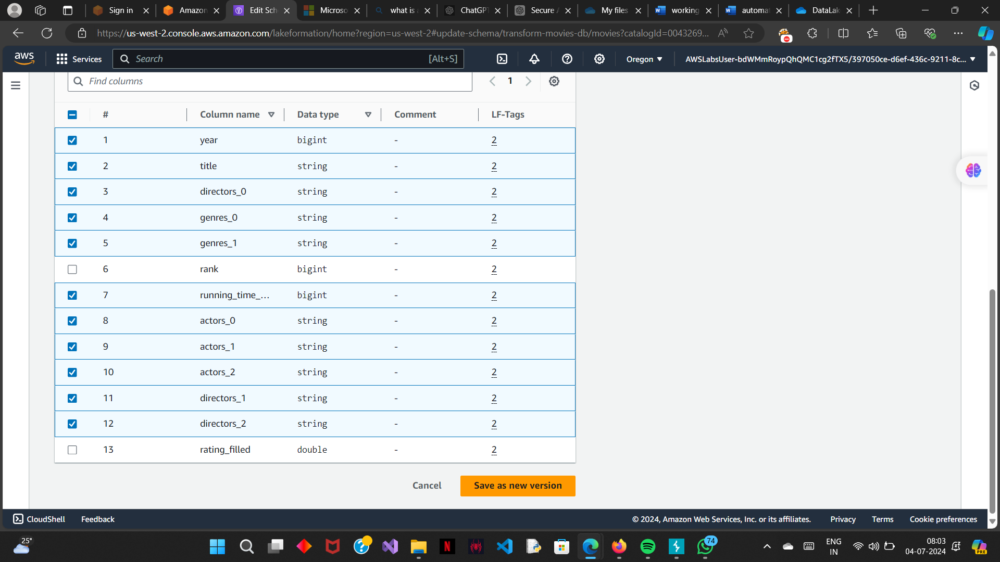 Sign in
Amazon
Edit Sch
Microso
what is a
ChatGPT
Secure A
My files
working
automat
DataLak
https://us-west-2.console.aws.amazon.com/lakeformation/home?region=us-west-2#update-schema/transform-movies-db/movies?catalogId=0043269...
aws
Services
Search
[Alt+S]
Oregon
AWSLabsUser-bdWMmRoypQhQMC1cg2fTX5/397050ce-d6ef-436c-9211-8c...
Find columns
1
# Column name Data type Comment LF-Tags
1 year bigint - 2
2 title string - 2
3 directors_0 string - 2
4 genres_0 string - 2
5 genres_1 string - 2
6 rank bigint - 2
7 running_time_... bigint - 2
8 actors_0 string - 2
9 actors_1 string - 2
10 actors_2 string - 2
11 directors_1 string - 2
12 directors_2 string - 2
13 rating_filled double - 2
Cancel
Save as new version
CloudShell
Feedback
© 2024, Amazon Web Services, Inc. or its affiliates.
Privacy
Terms
Cookie preferences
25°
74
ENG
IN
08:03
04-07-2024
PRE